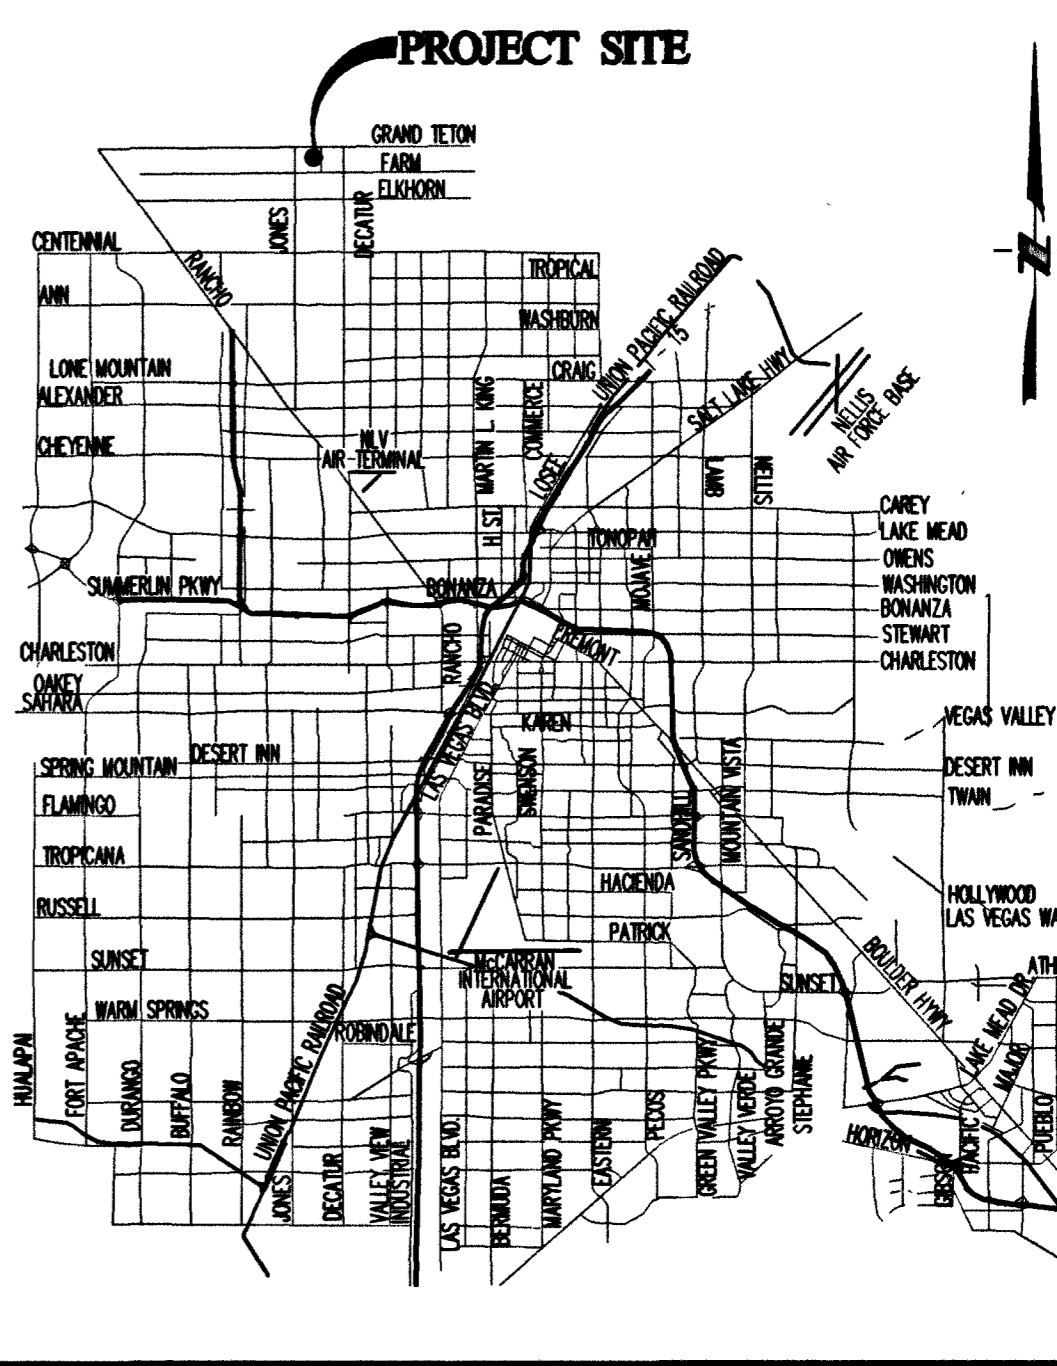 PROJECT SITE
GRAND TETON
FARM
ELKHORN
JONES
DECATUR
CENTENNIAL
RANCHO
TROPICAL
ANN
WASHBURN
UNION PACIFIC RAILROAD
I-15
LONE MOUNTAIN
CRAIG
SALT LAKE HWY
ALEXANDER
MARTIN L. KING
COMMERCE
NELLIS
AIR FORCE BASE
CHEYENNE
NLV
AIR TERMINAL
LOSEE
LAMB
NELLIS
CAREY
H ST.
LAKE MEAD
TONOPAH
OWENS
MOJAVE
SUMMERLIN PKWY
BONANZA
WASHINGTON
BONANZA
STEWART
CHARLESTON
RANCHO
FREMONT
CHARLESTON
OAKEY
SAHARA
LAS VEGAS BLVD.
KAREN
VEGAS VALLEY
DESERT INN
SPRING MOUNTAIN
PARADISE
SWENSON
MOUNTAIN VISTA
DESERT INN
FLAMINGO
SANDHILL
TWAIN
TROPICANA
HACIENDA
HOLLYWOOD
LAS VEGAS WA
RUSSELL
PATRICK
BOULDER HYWY
SUNSET
McCARRAN
INTERNATIONAL
AIRPORT
SUNSET
ATH
LAKE MEAD DR.
WARM SPRINGS
ROBINDALE
MAJOR
HUALAPAI
FORT APACHE
DURANGO
BUFFALO
RAINBOW
UNION PACIFIC RAILROAD
JONES
DECATUR
VALLEY VIEW
INDUSTRIAL
LAS VEGAS BLVD.
BERMUDA
MARYLAND PKWY
EASTERN
PECOS
GREEN VALLEY PKWY
VALLEY VERDE
ARROYO GRANDE
STEPHANIE
HORIZON
GIBSON
PACIFIC
PUEBLO
N